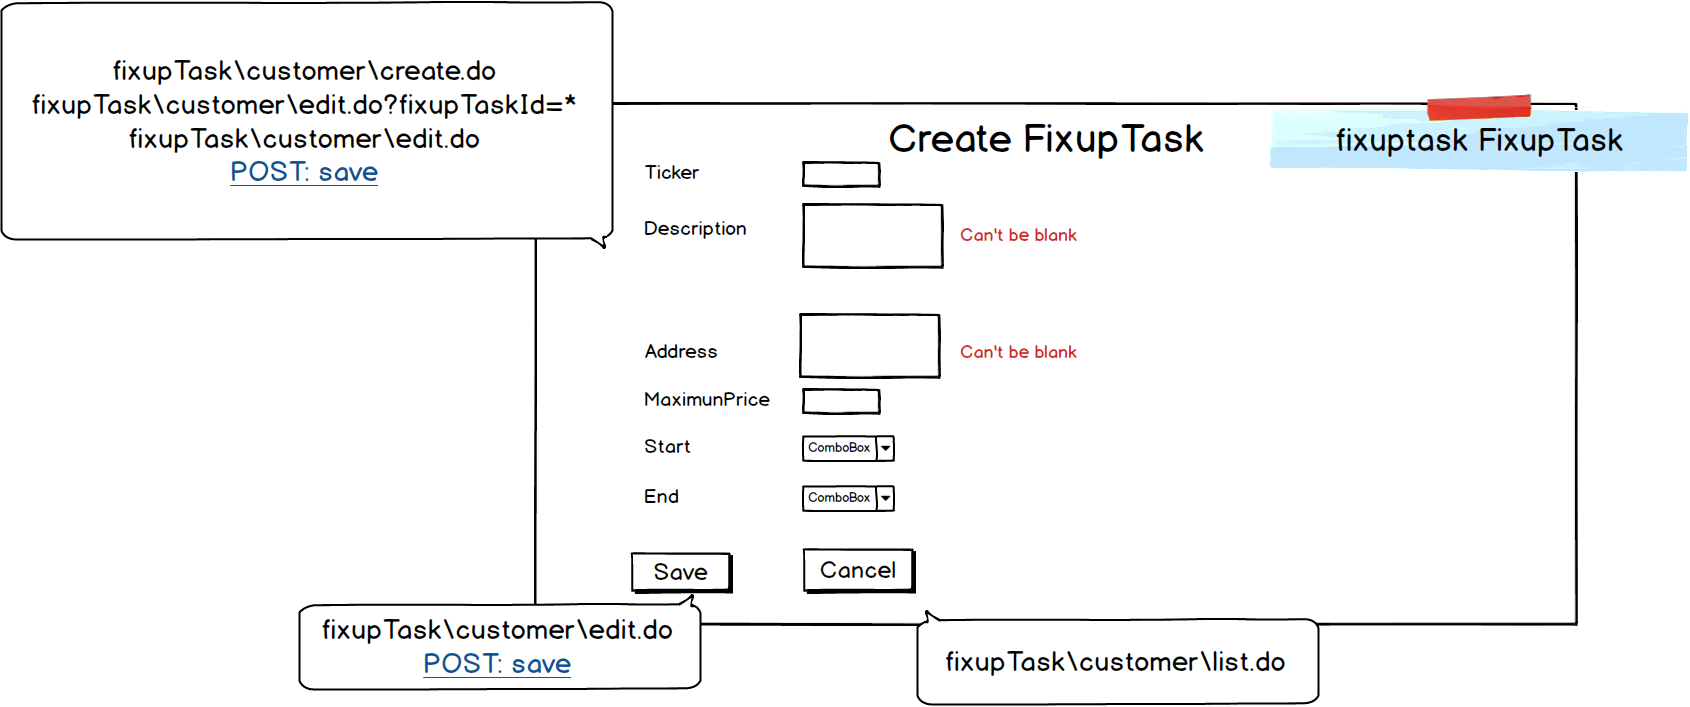 fixupTask\customer\create.do
fixupTask\customer\edit.do?fixupTaskId=*
fixupTask\customer\edit.do
POST: save
Create FixupTask
fixuptask FixupTask
Ticker
Description
Can't be blank
Address
Can't be blank
MaximunPrice
Start
ComboBox
End
ComboBox
Save
Cancel
fixupTask\customer\edit.do
POST: save
fixupTask\customer\list.do